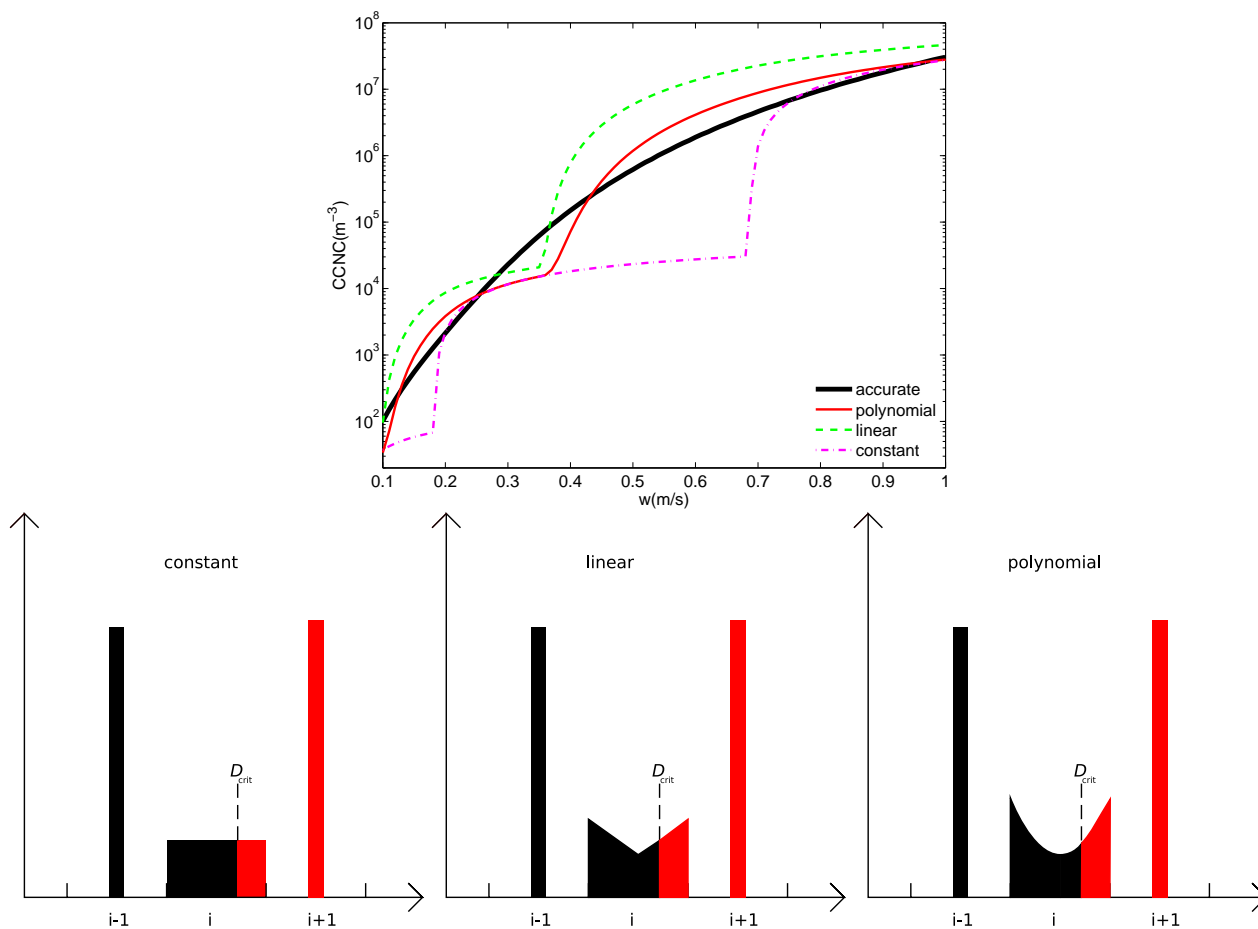 10^8
10^7
10^6
10^5
10^4
10^3
10^2
CCNC(m^−3)
accurate
polynomial
linear
constant
0.1 0.2 0.3 0.4 0.5 0.6 0.7 0.8 0.9 1
w(m/s)
constant
linear
polynomial
D_crit
D_crit
D_crit
i-1 i i+1
i-1 i i+1
i-1 i i+1